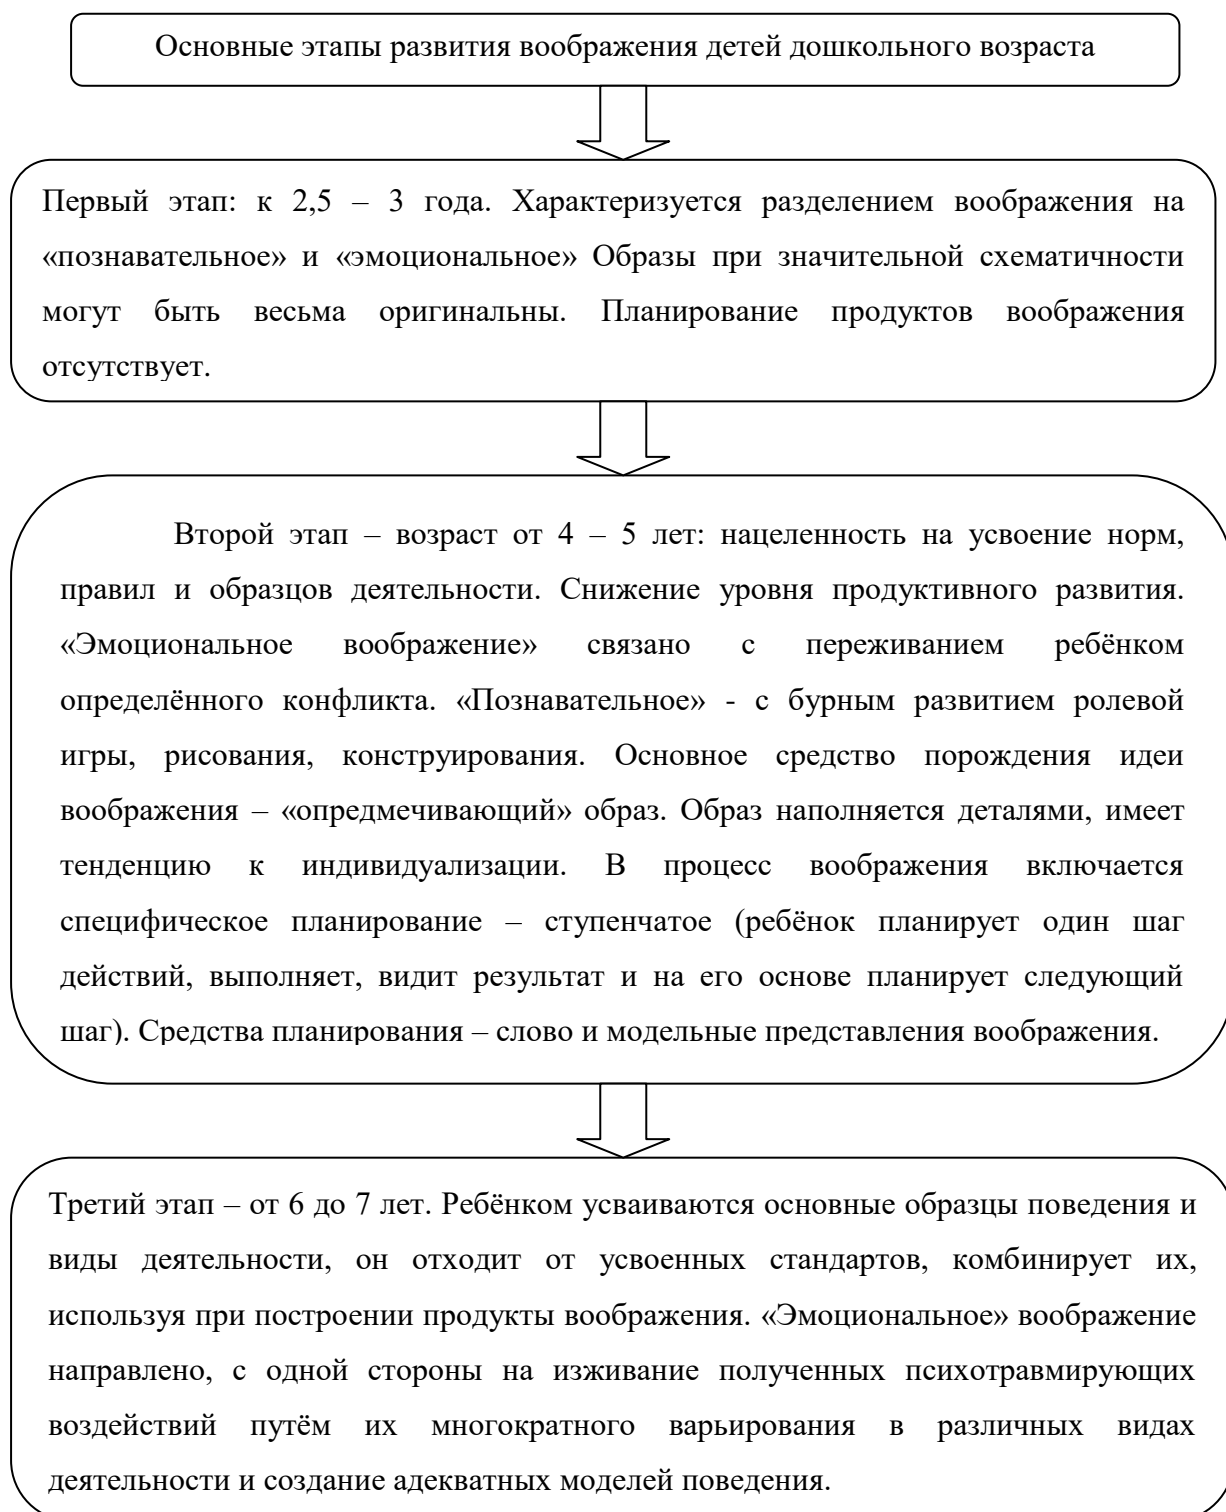 Основные этапы развития воображения детей дошкольного возраста
Первый этап: к 2,5 – 3 года. Характеризуется разделением воображения на
«познавательное» и «эмоциональное» Образы при значительной схематичности
могут быть весьма оригинальны. Планирование продуктов воображения
отсутствует.
Второй этап – возраст от 4 – 5 лет: нацеленность на усвоение норм,
правил и образцов деятельности. Снижение уровня продуктивного развития.
«Эмоциональное воображение» связано с переживанием ребёнком
определённого конфликта. «Познавательное» - с бурным развитием ролевой
игры, рисования, конструирования. Основное средство порождения идеи
воображения – «опредмечивающий» образ. Образ наполняется деталями, имеет
тенденцию к индивидуализации. В процесс воображения включается
специфическое планирование – ступенчатое (ребёнок планирует один шаг
действий, выполняет, видит результат и на его основе планирует следующий
шаг). Средства планирования – слово и модельные представления воображения.
Третий этап – от 6 до 7 лет. Ребёнком усваиваются основные образцы поведения и
виды деятельности, он отходит от усвоенных стандартов, комбинирует их,
используя при построении продукты воображения. «Эмоциональное» воображение
направлено, с одной стороны на изживание полученных психотравмирующих
воздействий путём их многократного варьирования в различных видах
деятельности и создание адекватных моделей поведения.